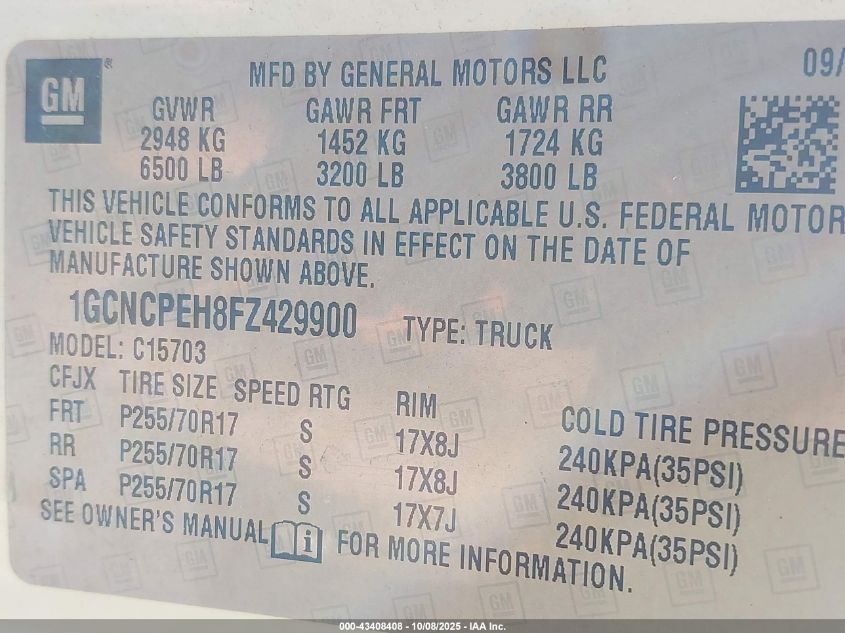 GM
MFD BY GENERAL MOTORS LLC 09/
GVWR GAWR FRT GAWR RR
2948 KG 1452 KG 1724 KG
6500 LB 3200 LB 3800 LB
THIS VEHICLE CONFORMS TO ALL APPLICABLE U.S. FEDERAL MOTOR
VEHICLE SAFETY STANDARDS IN EFFECT ON THE DATE OF
MANUFACTURE SHOWN ABOVE.
1GCNCPEH8FZ429900 TYPE: TRUCK
MODEL: C15703
CFJX TIRE SIZE SPEED RTG RIM COLD TIRE PRESSURE
FRT P255/70R17 S 17X8J 240KPA(35PSI)
RR P255/70R17 S 17X8J 240KPA(35PSI)
SPA P255/70R17 S 17X7J 240KPA(35PSI)
SEE OWNER'S MANUAL i FOR MORE INFORMATION.
000-43408408 - 10/08/2025 - IAA Inc.